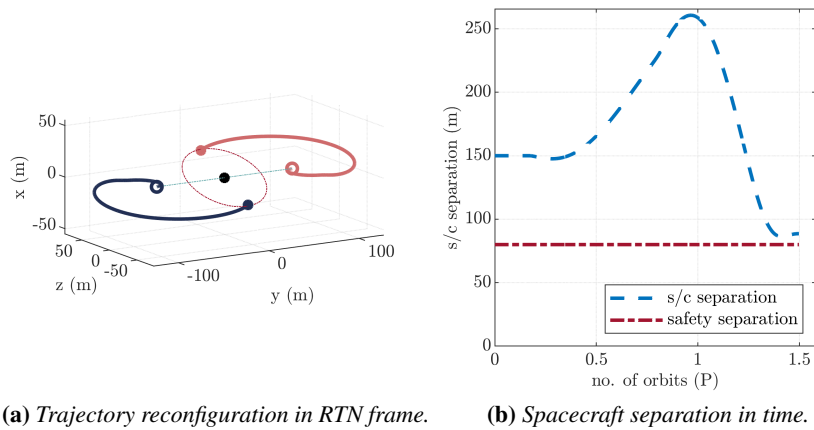 50
0
-50
x (m)
50
0
-50
z (m)
-100
0
100
y (m)
250
200
150
100
50
0
s/c separation (m)
s/c separation
safety separation
0
0.5
1
1.5
no. of orbits (P)
(a) Trajectory reconfiguration in RTN frame.
(b) Spacecraft separation in time.